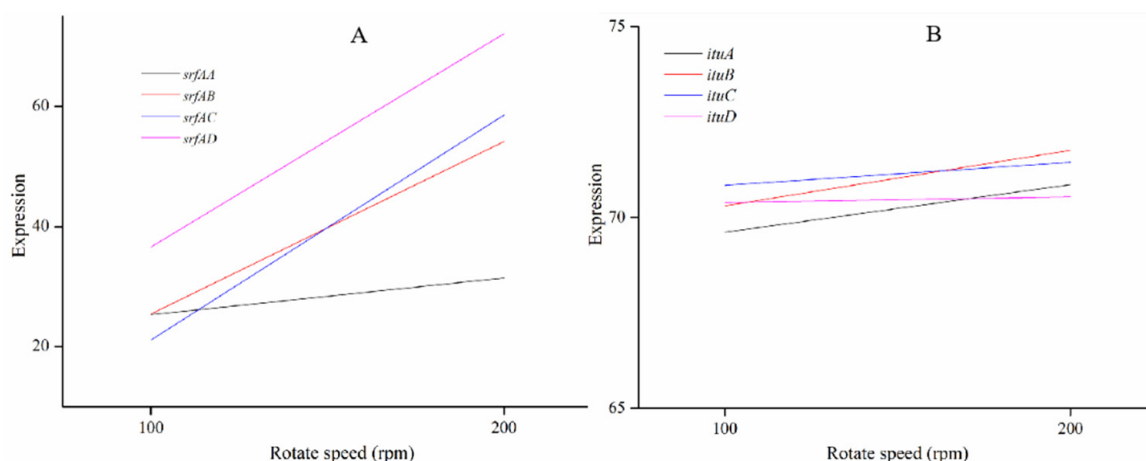 A
srfAA
srfAB
srfAC
srfAD
60
40
20
Expression
100
200
Rotate speed (rpm)
B
75
ituA
ituB
ituC
ituD
70
65
Expression
100
200
Rotate speed (rpm)